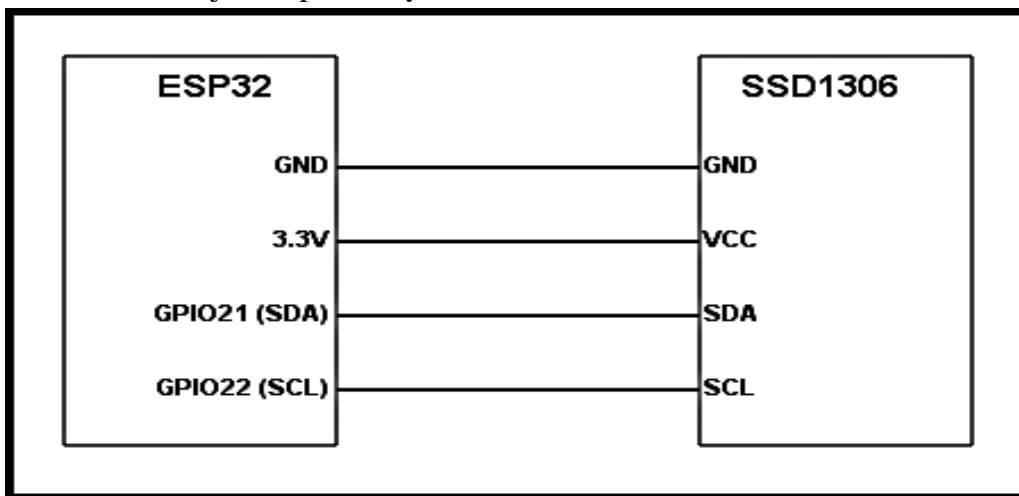 ESP32 SSD1306
GND GND
3.3V VCC
GPIO21 (SDA) SDA
GPIO22 (SCL) SCL